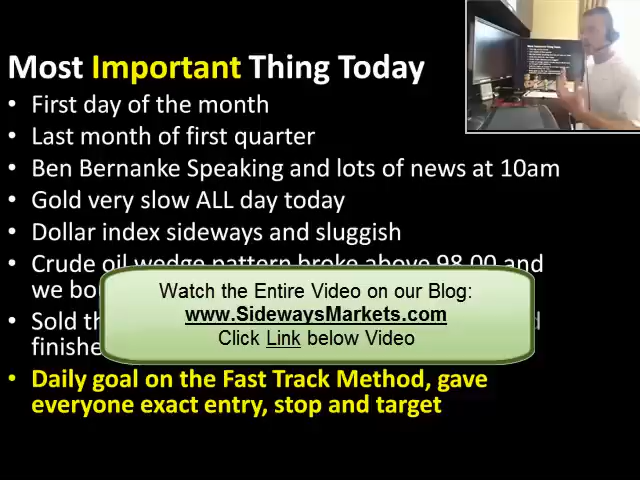 Most Important Thing Today
• First day of the month
• Last month of first quarter
• Ben Bernanke Speaking and lots of news at 10am
• Gold very slow ALL day today
• Dollar index sideways and sluggish
• Crude oil wedge pattern broke above 98.00 and
we
Watch the Entire Video on our Blog:
www.SidewaysMarkets.com
Click Link below Video
• Sold
finished
• Daily goal on the Fast Track Method, gave
everyone exact entry, stop and target